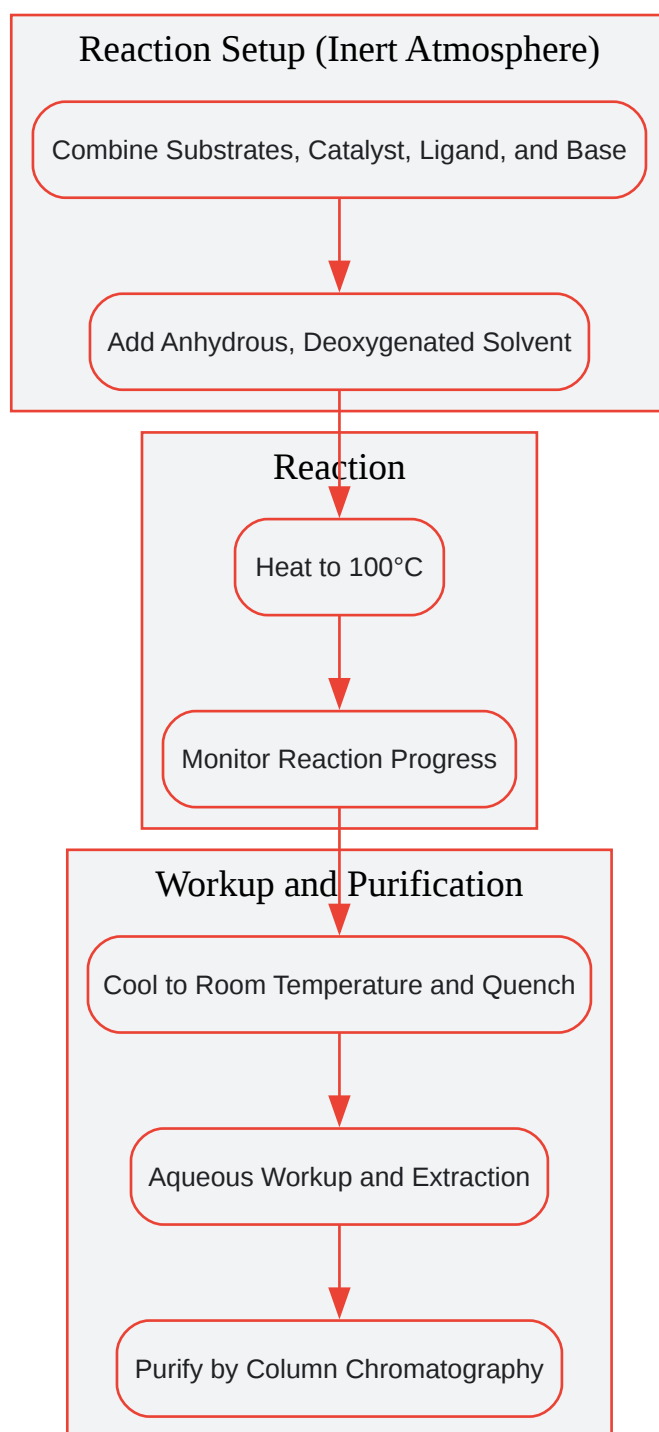 Reaction Setup (Inert Atmosphere)
Combine Substrates, Catalyst, Ligand, and Base
Add Anhydrous, Deoxygenated Solvent
Reaction
Heat to 100°C
Monitor Reaction Progress
Workup and Purification
Cool to Room Temperature and Quench
Aqueous Workup and Extraction
Purify by Column Chromatography